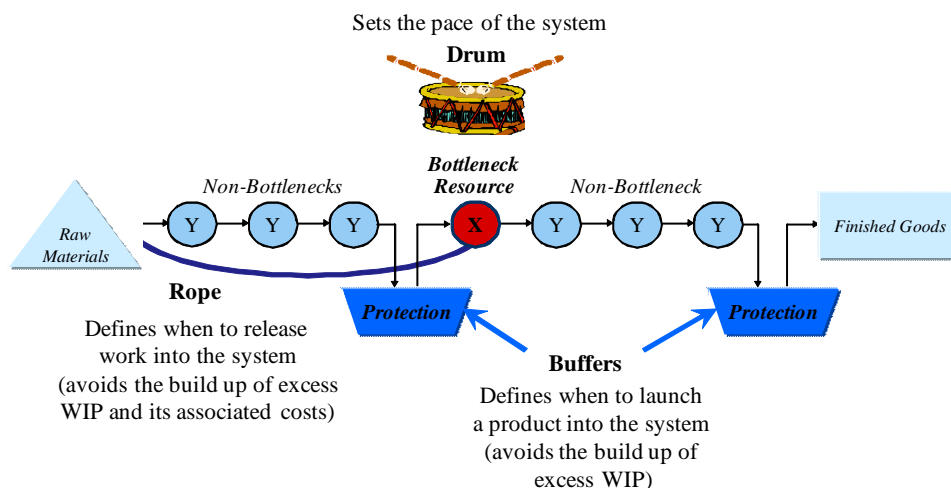 Sets the pace of the system
Drum
Bottleneck
Resource
Non-Bottlenecks
Non-Bottleneck
Raw
Materials
Y
Y
Y
X
Y
Y
Y
Finished Goods
Rope
Defines when to release
work into the system
(avoids the build up of excess
WIP and its associated costs)
Protection
Protection
Buffers
Defines when to launch
a product into the system
(avoids the build up of
excess WIP)